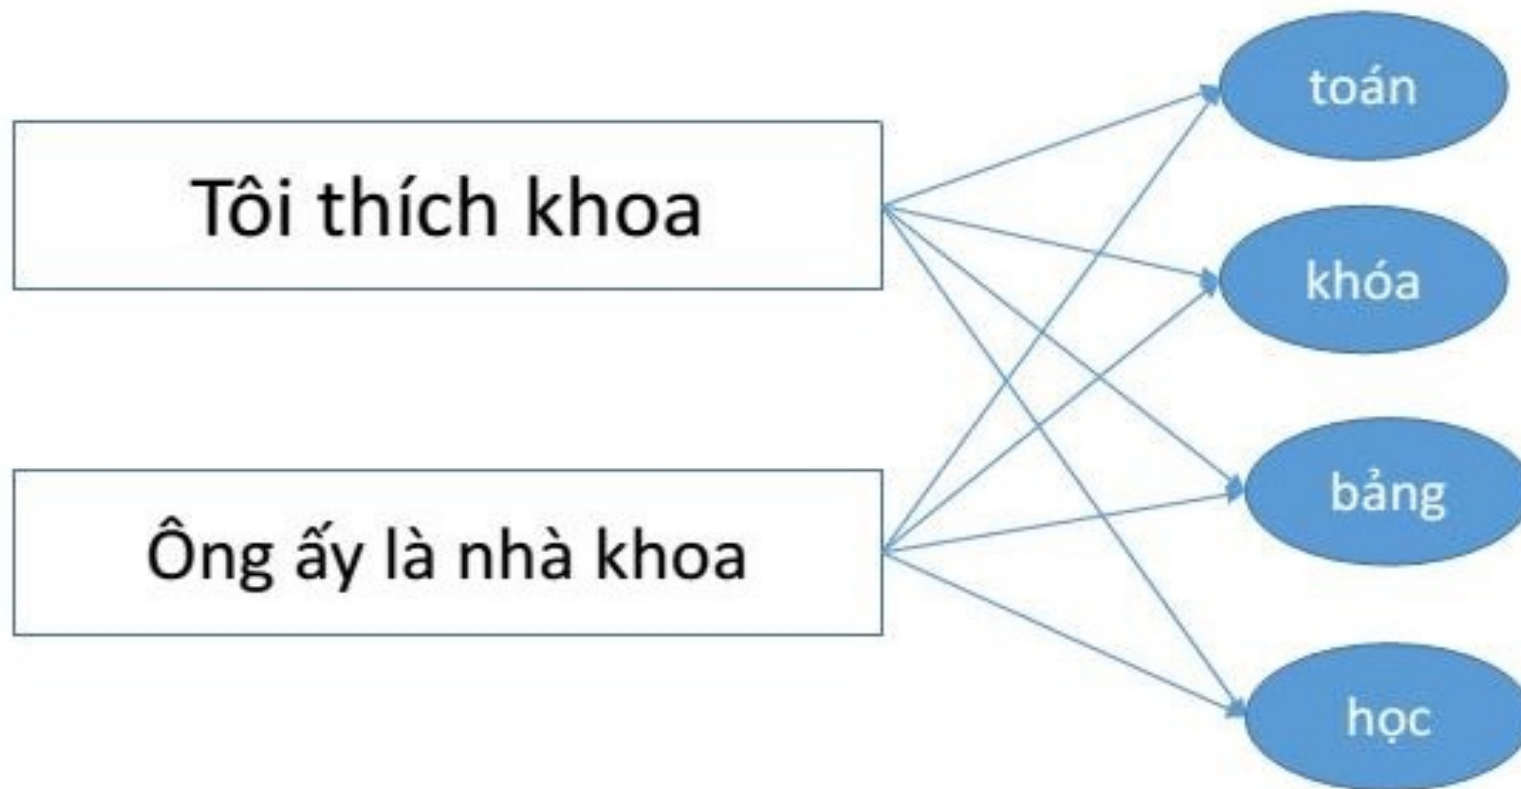 toán
Tôi thích khoa
khóa
bảng
Ông ấy là nhà khoa
học